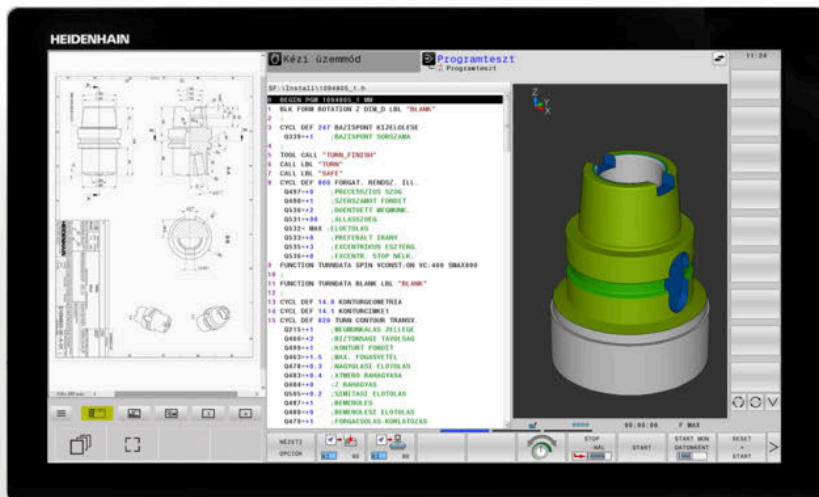 HEIDENHAIN
Kézi üzemmód
Programteszt
Programteszt
11:24
SF:\Install\1094805_1.h
0 BEGIN PGM 1094805_1 MM
1 BLK FORM ROTATION Z DIM_D LBL "BLANK"
2 ;
3 CYCL DEF 247 BAZISPONT KIJELOLESE
Q339=+1 ;BAZISPONT SORSZAMA
4 ;
5 TOOL CALL "TURN_FINISH"
6 CALL LBL "TURN"
7 CALL LBL "SAFE"
8 CYCL DEF 800 FORGAT. RENDSZ. ILL.
Q497=+0 ;PRECESSZIOS SZOG
Q498=+1 ;SZERSZAMOT FORDIT
Q530=+2 ;DOENTOETT MEGMUNK.
Q531=+90 ;ALLASSZOEG
Q532= MAX ;ELOETOLAS
Q533=+0 ;PREFERALT IRANY
Q535=+3 ;EXCENTRIKUS ESZTERG.
Q536=+0 ;EXCENTR. STOP NELK.
9 FUNCTION TURNDATA SPIN VCONST:ON VC:400 SMAX800
10 ;
11 FUNCTION TURNDATA BLANK LBL "BLANK"
12 ;
13 CYCL DEF 14.0 KONTURGEOMETRIA
14 CYCL DEF 14.1 KONTURCIMKE1
15 CYCL DEF 820 TURN CONTOUR TRANSV.
Q215=+1 ;MEGMUNKALAS JELLEGE
Q460=+2 ;BIZTONSAGI TAVOLSAG
Q499=+1 ;KONTURT FORDIT
Q463=+1.5 ;MAX. FOGASVETEL
Q478=+0.3 ;NAGYOLASI ELOTOLAS
Q483=+0.4 ;ATMERO RAHAGYASA
Q484=+0 ;Z RAHAGYAS
Q505=+0.2 ;SIMITASI ELOTOLAS
Q487=+1 ;BEMERULES
Q488=+0 ;BEMERULESI ELOTOLAS
Q479=+1 ;FORGACSOLAS-KORLATOZAS
Z
Y
X
00:00:00 F MAX
NÉZETI
OPCIÓK
STOP
-NÁL
START
START MON
DATONKÉNT
RESET
+
START